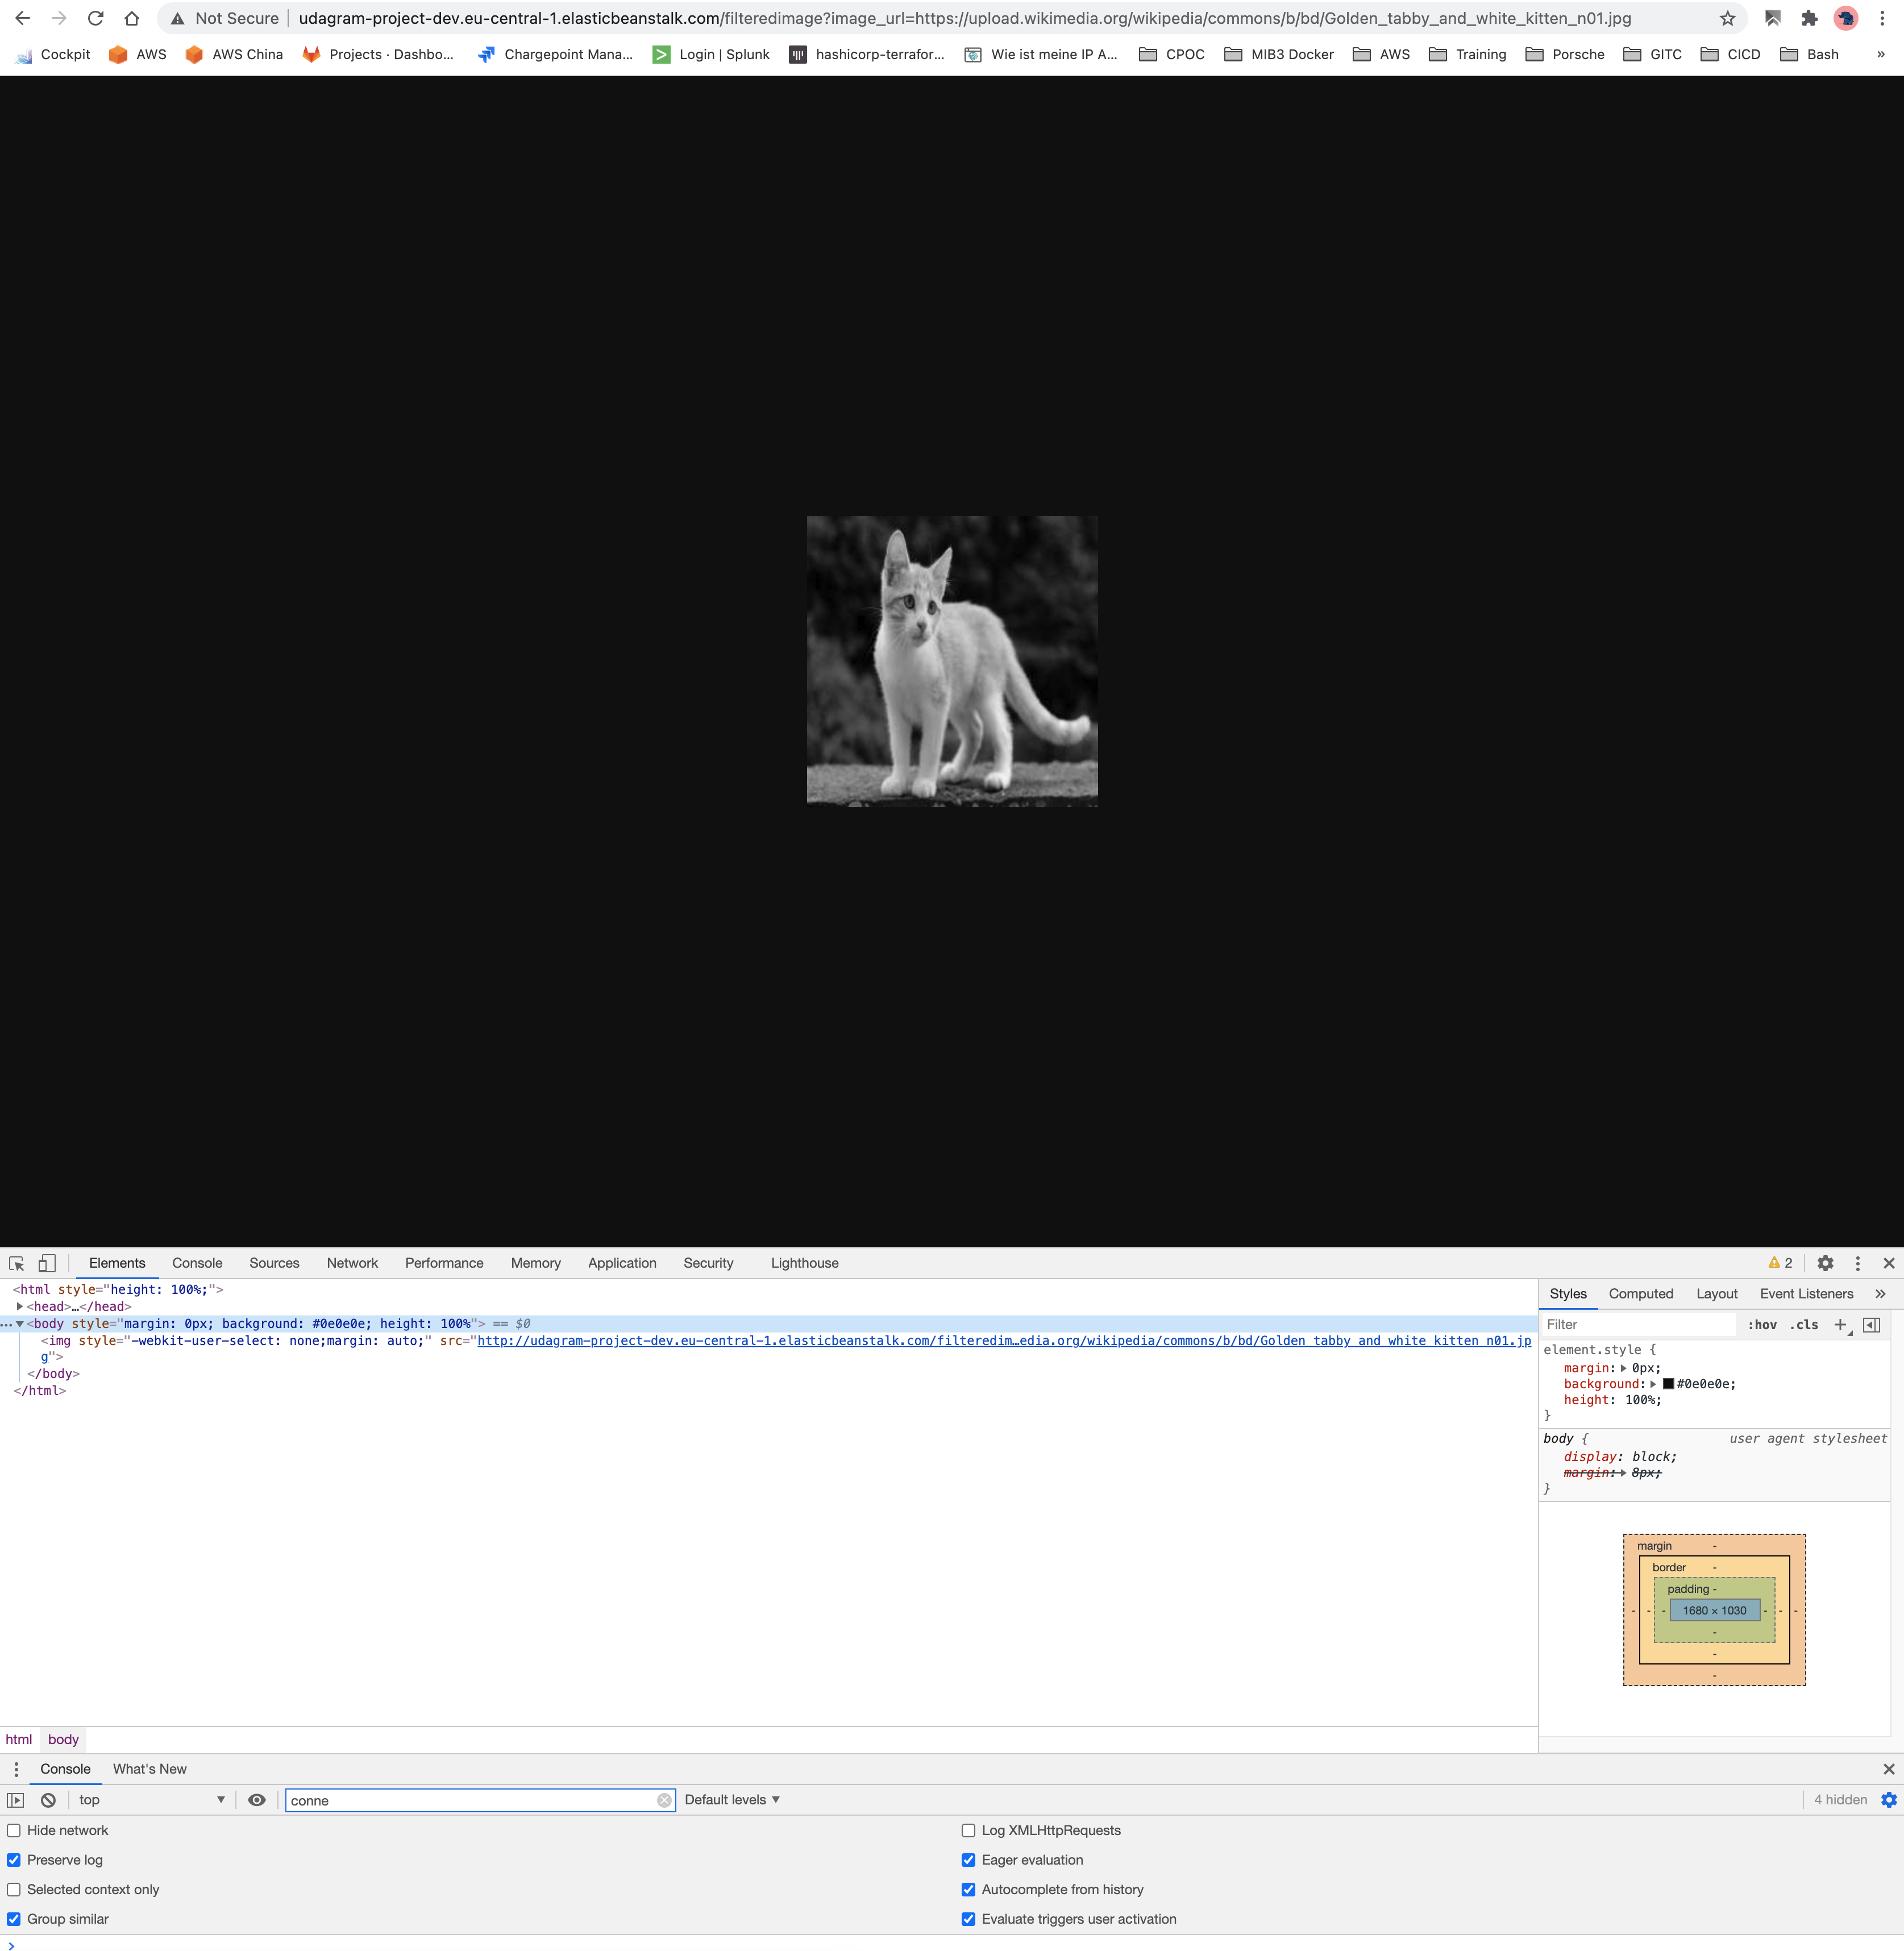 Not Secure | udagram-project-dev.eu-central-1.elasticbeanstalk.com/filteredimage?image_url=https://upload.wikimedia.org/wikipedia/commons/b/bd/Golden_tabby_and_white_kitten_n01.jpg
Cockpit AWS AWS China Projects · Dashbo... Chargepoint Mana... Login | Splunk hashicorp-terrafor... Wie ist meine IP A... CPOC MIB3 Docker AWS Training Porsche GITC CICD Bash »
Elements Console Sources Network Performance Memory Application Security Lighthouse 2
<html style="height: 100%;">
<head>…</head>
<body style="margin: 0px; background: #0e0e0e; height: 100%"> == $0
<img style="-webkit-user-select: none;margin: auto;" src="http://udagram-project-dev.eu-central-1.elasticbeanstalk.com/filteredim…edia.org/wikipedia/commons/b/bd/Golden_tabby_and_white_kitten_n01.jp
g">
</body>
</html>
Styles Computed Layout Event Listeners »
Filter :hov .cls +
element.style {
margin: 0px;
background: #0e0e0e;
height: 100%;
}
body { user agent stylesheet
display: block;
margin: 8px;
}
margin -
border -
padding -
- - - 1680 × 1030 - - -
-
-
-
html body
Console What's New
top conne Default levels 4 hidden
Hide network Log XMLHttpRequests
Preserve log Eager evaluation
Selected context only Autocomplete from history
Group similar Evaluate triggers user activation
>